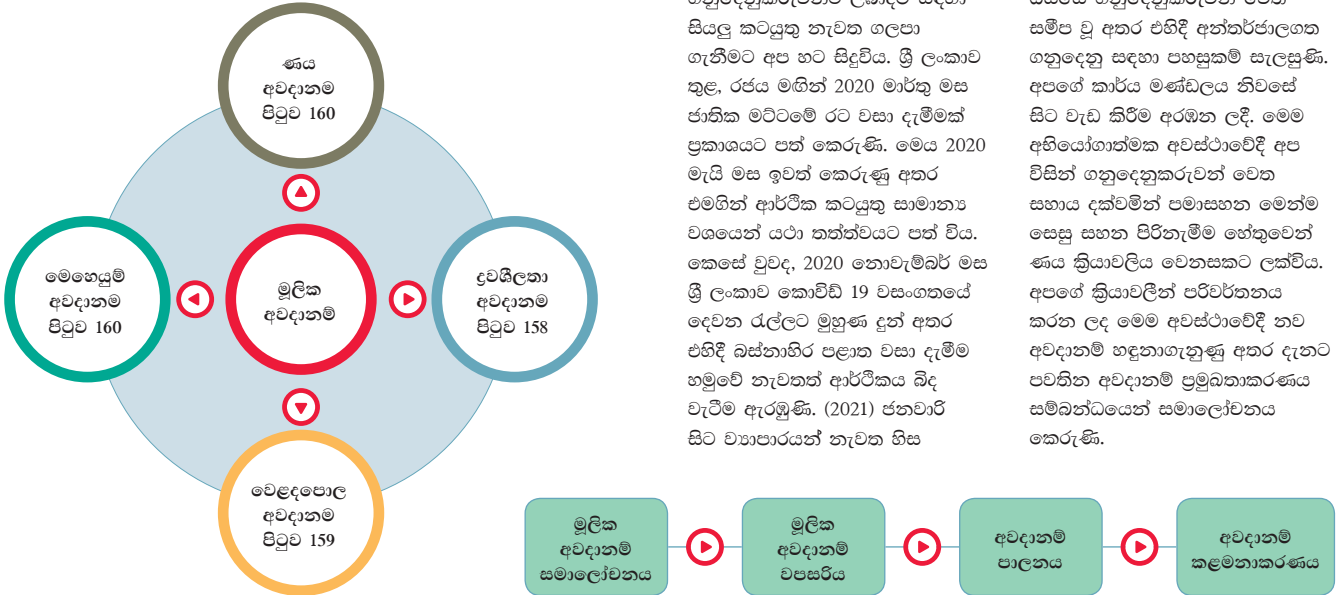 ණය
අවදානම
පිටුව 160
මෙහෙයුම්
අවදානම
පිටුව 160
මූලික
අවදානම්
ද්‍රවශීලතා
අවදානම
පිටුව 158
වෙළඳපොල
අවදානම
පිටුව 159
සියලු කටයුතු නැවත ගලපා
ගැනීමට අප හට සිදුවිය. ශ්‍රී ලංකාව
තුළ, රජය මඟින් 2020 මාර්තු මස
ජාතික මට්ටමේ රට වසා දැමීමක්
ප්‍රකාශයට පත් කෙරුණි. මෙය 2020
මැයි මස ඉවත් කෙරුණු අතර
එමගින් ආර්ථික කටයුතු සාමාන්‍ය
වශයෙන් යථා තත්ත්වයට පත් විය.
කෙසේ වුවද, 2020 නොවැම්බර් මස
ශ්‍රී ලංකාව කොවිඩ් 19 වසංගතයේ
දෙවන රැල්ලට මුහුණ දුන් අතර
එහිදී බස්නාහිර පළාත වසා දැමීම
හමුවේ නැවතත් ආර්ථිකය බිඳ
වැටීම ඇරඹුණි. (2021) ජනවාරි
සිට ව්‍යාපාරයන් නැවත හිස
සමීප වූ අතර එහිදී අන්තර්ජාලගත
ගනුදෙනු සඳහා පහසුකම් සැලසුණි.
අපගේ කාර්ය මණ්ඩලය නිවසේ
සිට වැඩ කිරීම අරඹන ලදී. මෙම
අභියෝගාත්මක අවස්ථාවේදී අප
විසින් ගනුදෙනුකරුවන් වෙත
සහාය දක්වමින් පමාසහන මෙන්ම
සෙසු සහන පිරිනැමීම හේතුවෙන්
ණය ක්‍රියාවලිය වෙනසකට ලක්විය.
අපගේ ක්‍රියාවලීන් පරිවර්තනය
කරන ලද මෙම අවස්ථාවේදී නව
අවදානම් හඳුනාගැනුණු අතර දැනට
පවතින අවදානම් ප්‍රමුඛතාකරණය
සම්බන්ධයෙන් සමාලෝචනය
කෙරුණි.
මූලික
අවදානම්
සමාලෝචනය
මූලික
අවදානම්
වපසරිය
අවදානම්
පාලනය
අවදානම්
කළමනාකරණය